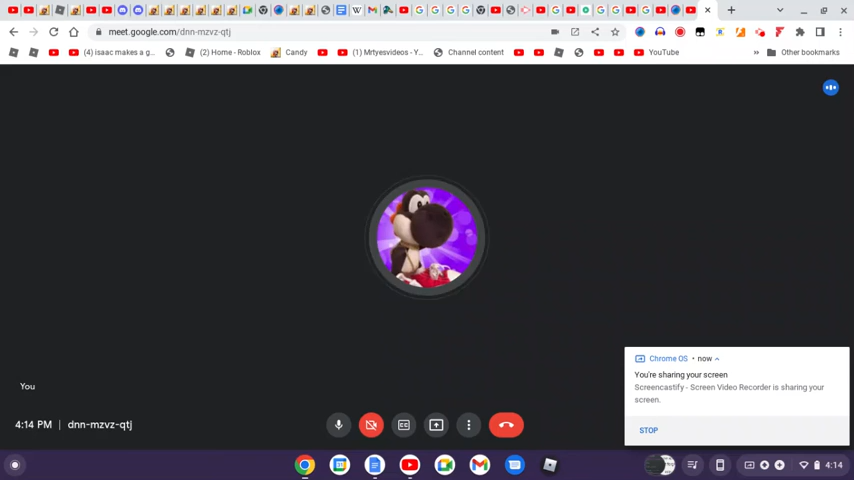 meet.google.com/dnn-mzvz-qtj
(4) isaac makes a g...
(2) Home - Roblox
Candy
(1) Mrtyesvideos - Y...
Channel content
YouTube
»
Other bookmarks
Chrome OS • now
You're sharing your screen
Screencastify - Screen Video Recorder is sharing your
screen.
STOP
You
4:14 PM | dnn-mzvz-qtj
4:14